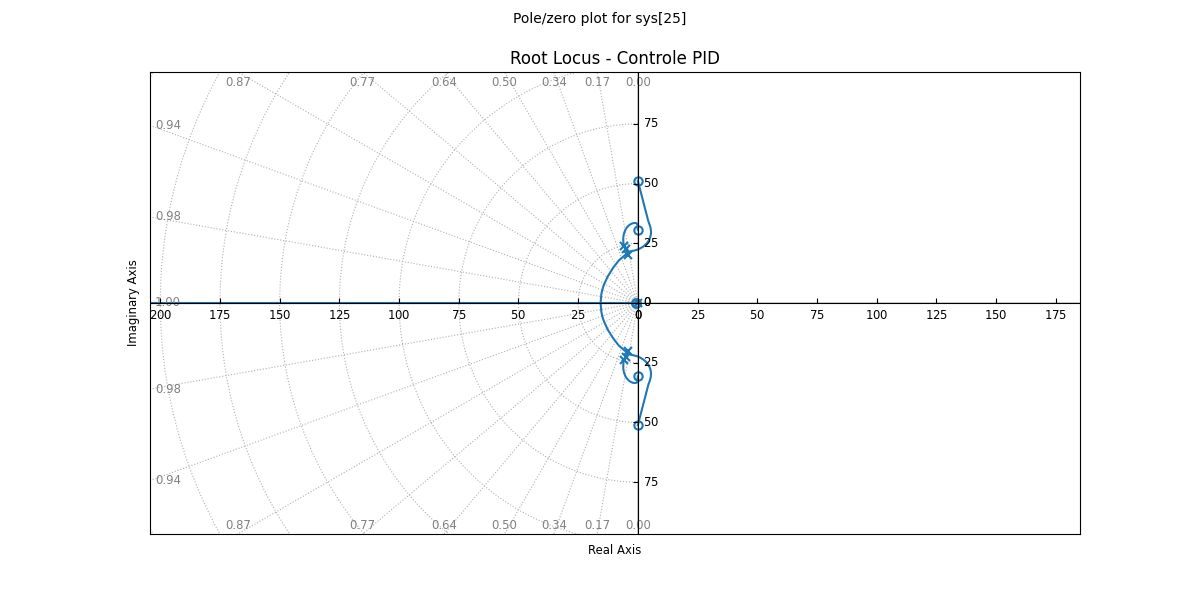 Pole/zero plot for sys[25]
Root Locus - Controle PID
0.87 0.77 0.64 0.50 0.34 0.17 0.00
0.94
75
50
0.98
25
Imaginary Axis
1.00 0
200 175 150 125 100 75 50 25 0 25 50 75 100 125 150 175
25
0.98
50
0.94
75
0.87 0.77 0.64 0.50 0.34 0.17 0.00
Real Axis